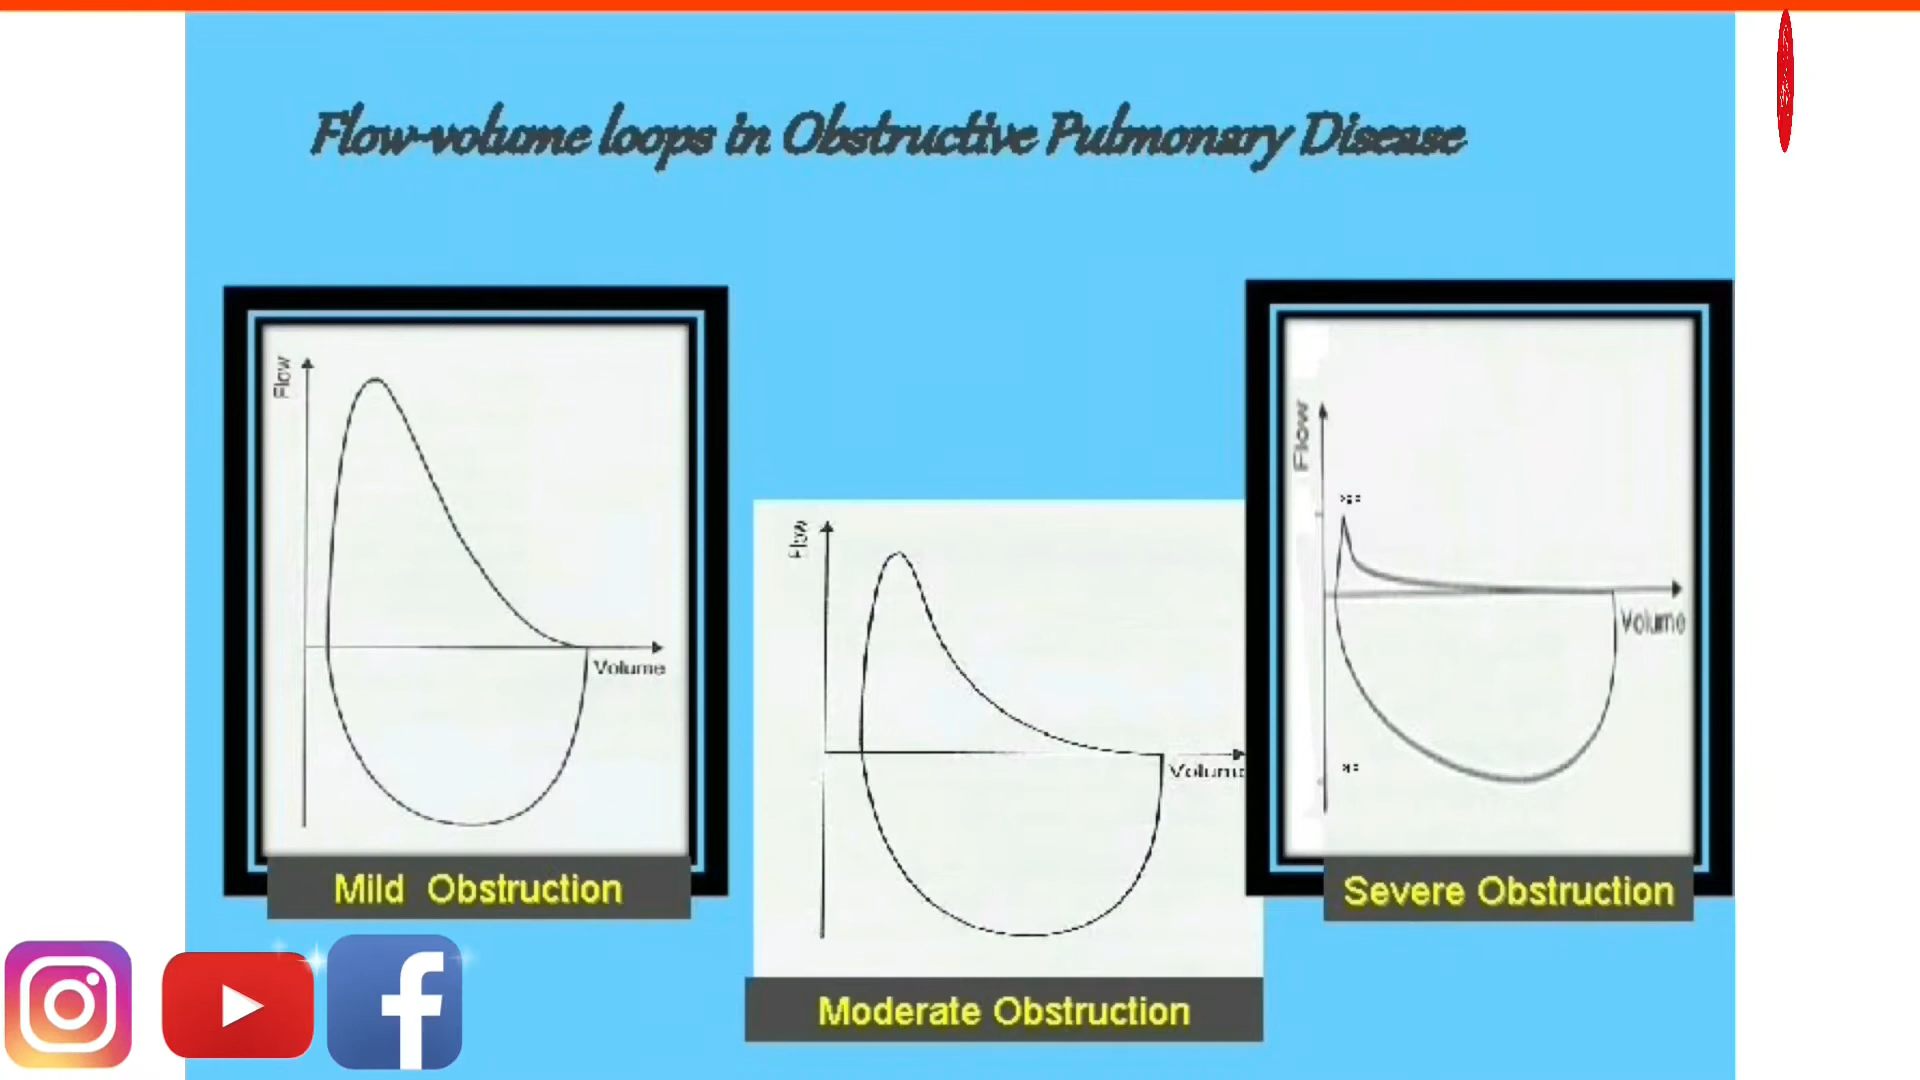 Flow-volume loops in Obstructive Pulmonary Disease
Flow
Volume
Mild Obstruction
Flow
Volume
Moderate Obstruction
Flow
Volume
Severe Obstruction